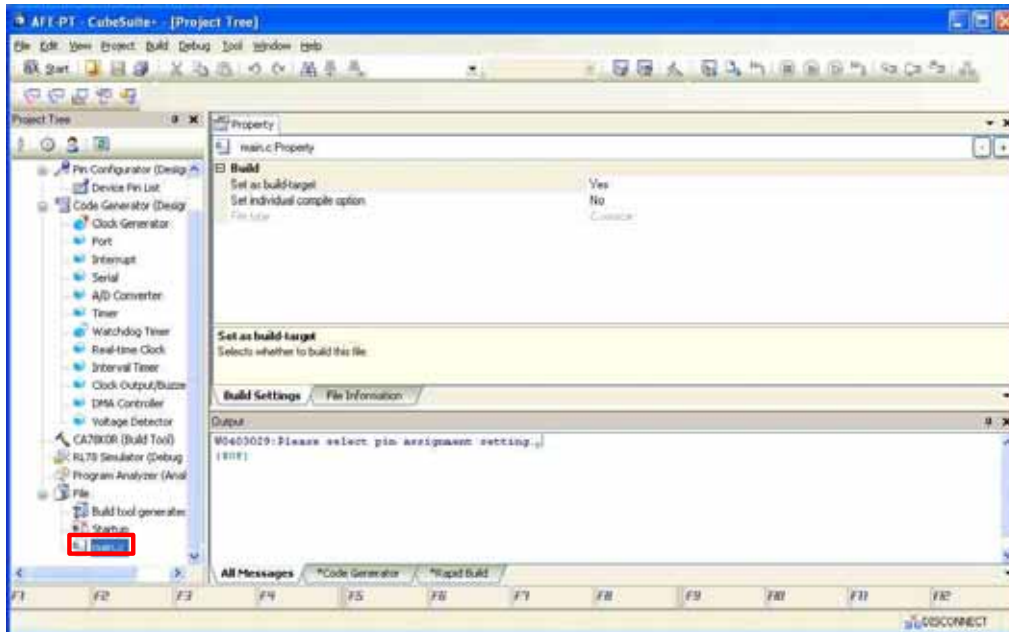 AFE-PT - CubeSuite+ - [Project Tree]
File Edit View Project Build Debug Tool Window Help
Start
Project Tree
Property
main.c Property
Pin Configurator (Desig
Device Pin List
Code Generator (Desigr
Clock Generator
Port
Interrupt
Serial
A/D Converter
Timer
Watchdog Timer
Real-time Clock
Interval Timer
Clock Output/Buzze
DMA Controller
Voltage Detector
CA78K0R (Build Tool)
RL78 Simulator (Debug
Program Analyzer (Anal
File
Build tool generated
Startup
main.c
Build
Set as build-target Yes
Set individual compile option No
File type C source
Set as build-target
Selects whether to build this file.
Build Settings File Information
Output
W0403029:Please select pin assignment setting.
[EOF]
All Messages *Code Generator *Rapid Build
F1 F2 F3 F4 F5 F6 F7 F8 F9 F10 F11 F12
DISCONNECT